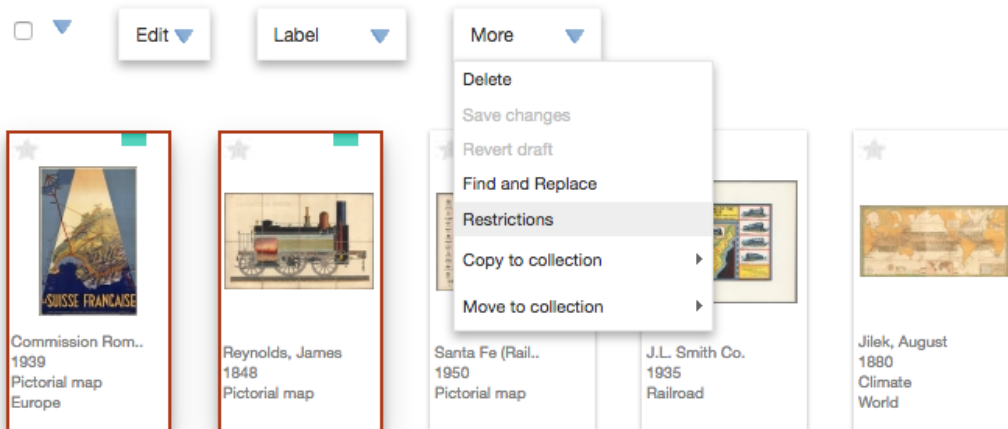 Edit
Label
More
Delete
Save changes
Revert draft
Find and Replace
Restrictions
Copy to collection
Move to collection
SUISSE FRANCAISE
Commission Rom..
1939
Pictorial map
Europe
Reynolds, James
1848
Pictorial map
Santa Fe (Rail..
1950
Pictorial map
J.L. Smith Co.
1935
Railroad
Jilek, August
1880
Climate
World